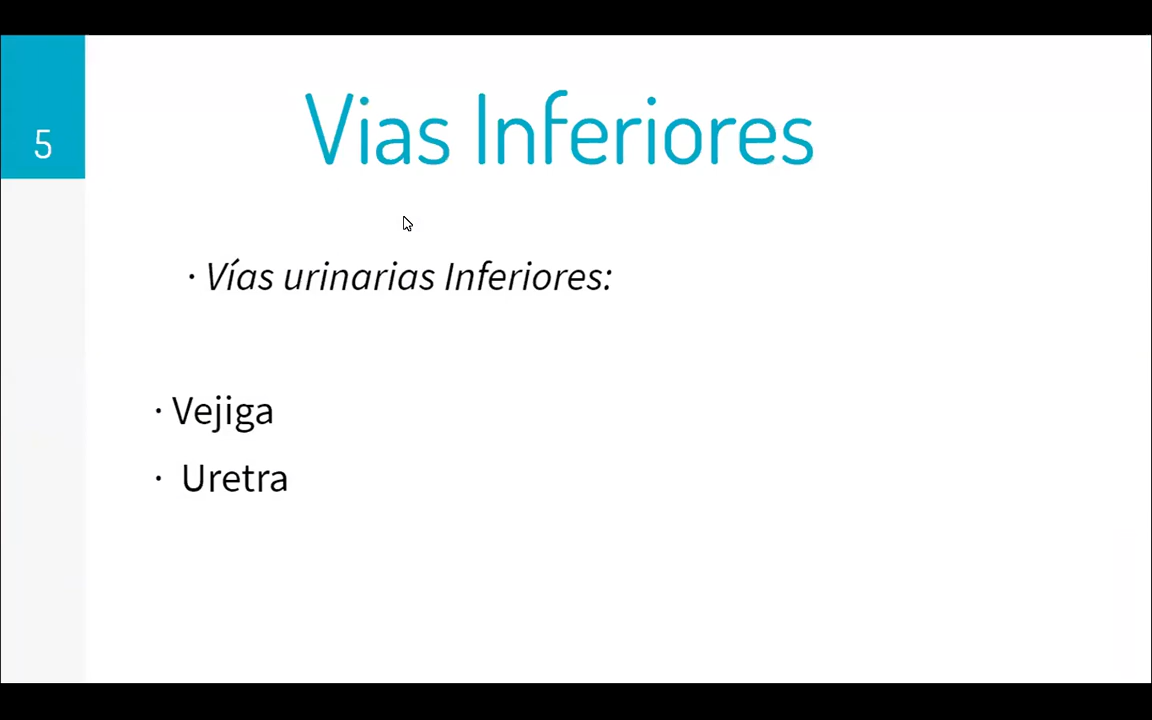 5
Vias Inferiores
· Vías urinarias Inferiores:
· Vejiga
· Uretra